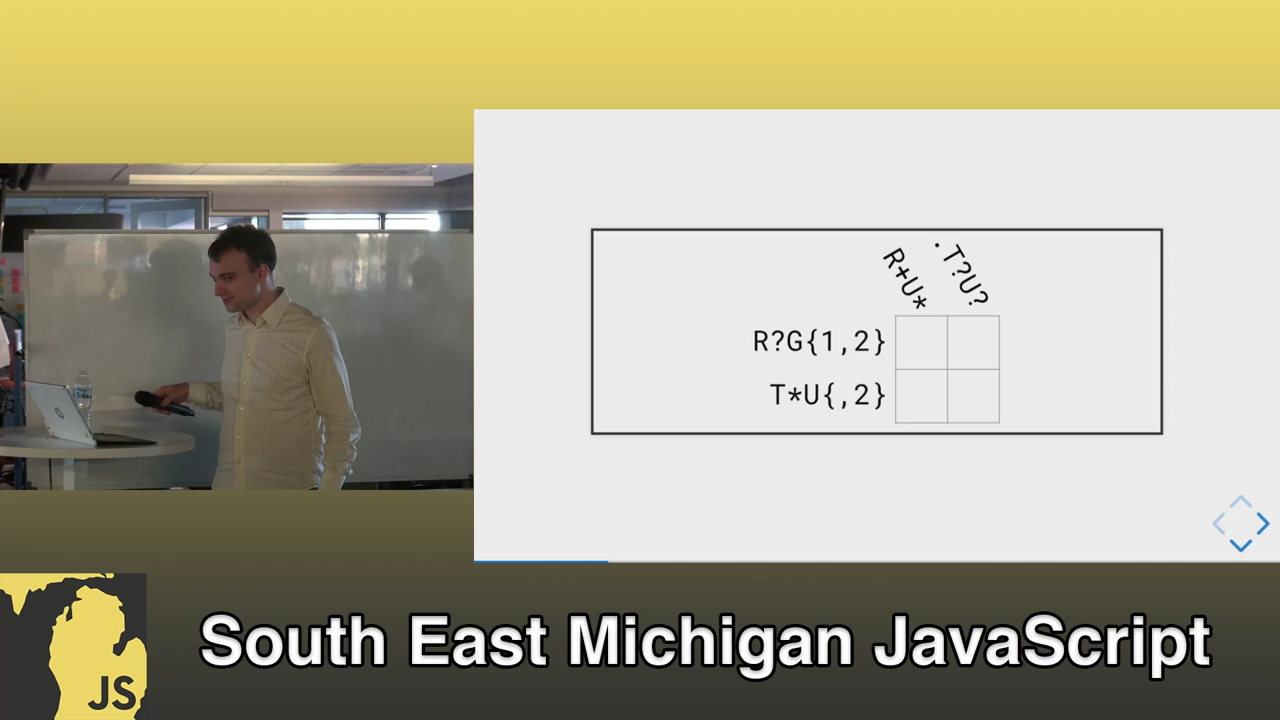 R+U*
.T?U?
R?G{1,2}
T*U{,2}
JS
South East Michigan JavaScript